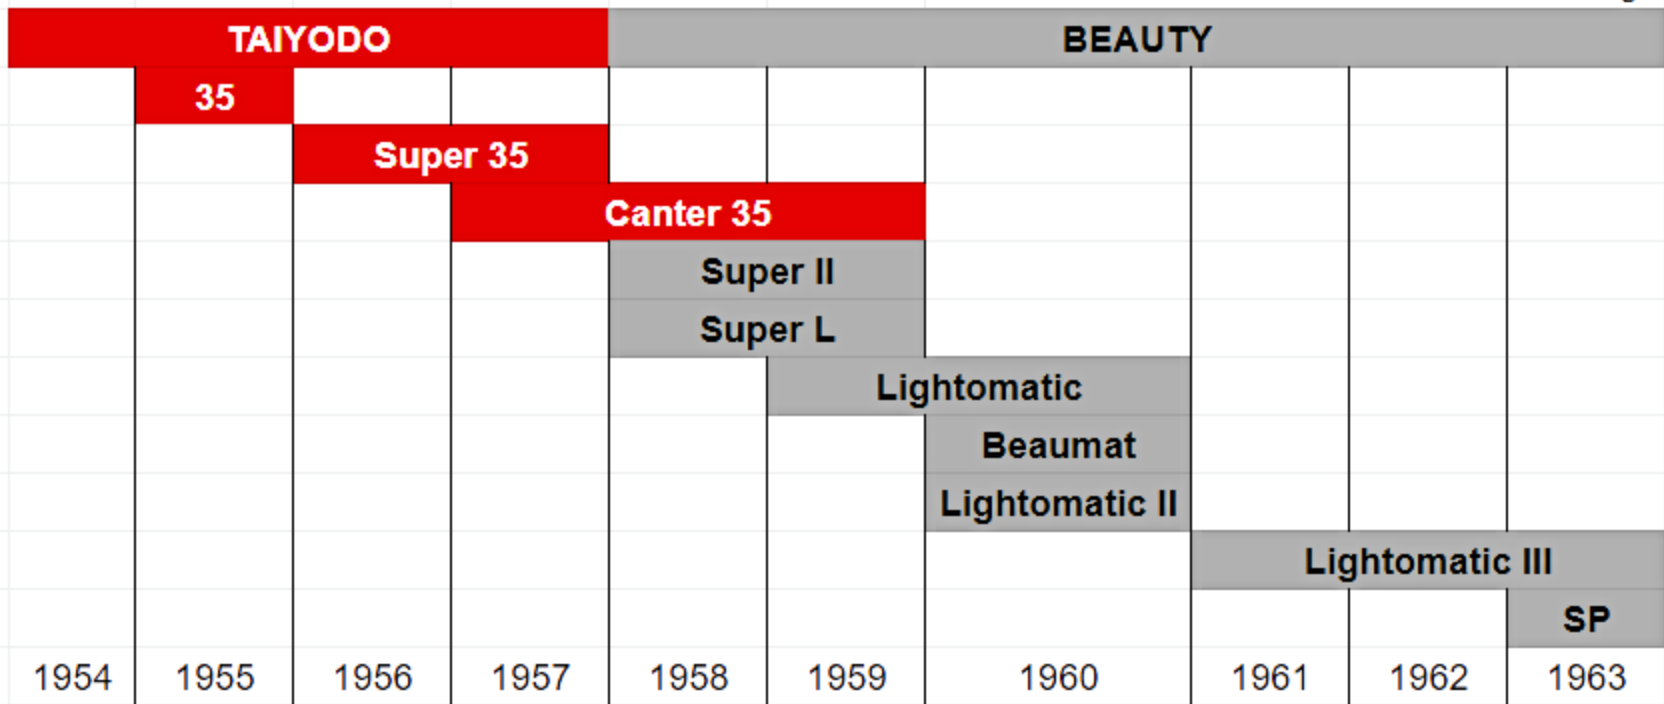 TAIYODO BEAUTY
35
Super 35
Canter 35
Super II
Super L
Lightomatic
Beaumat
Lightomatic II
Lightomatic III
SP
1954 1955 1956 1957 1958 1959 1960 1961 1962 1963